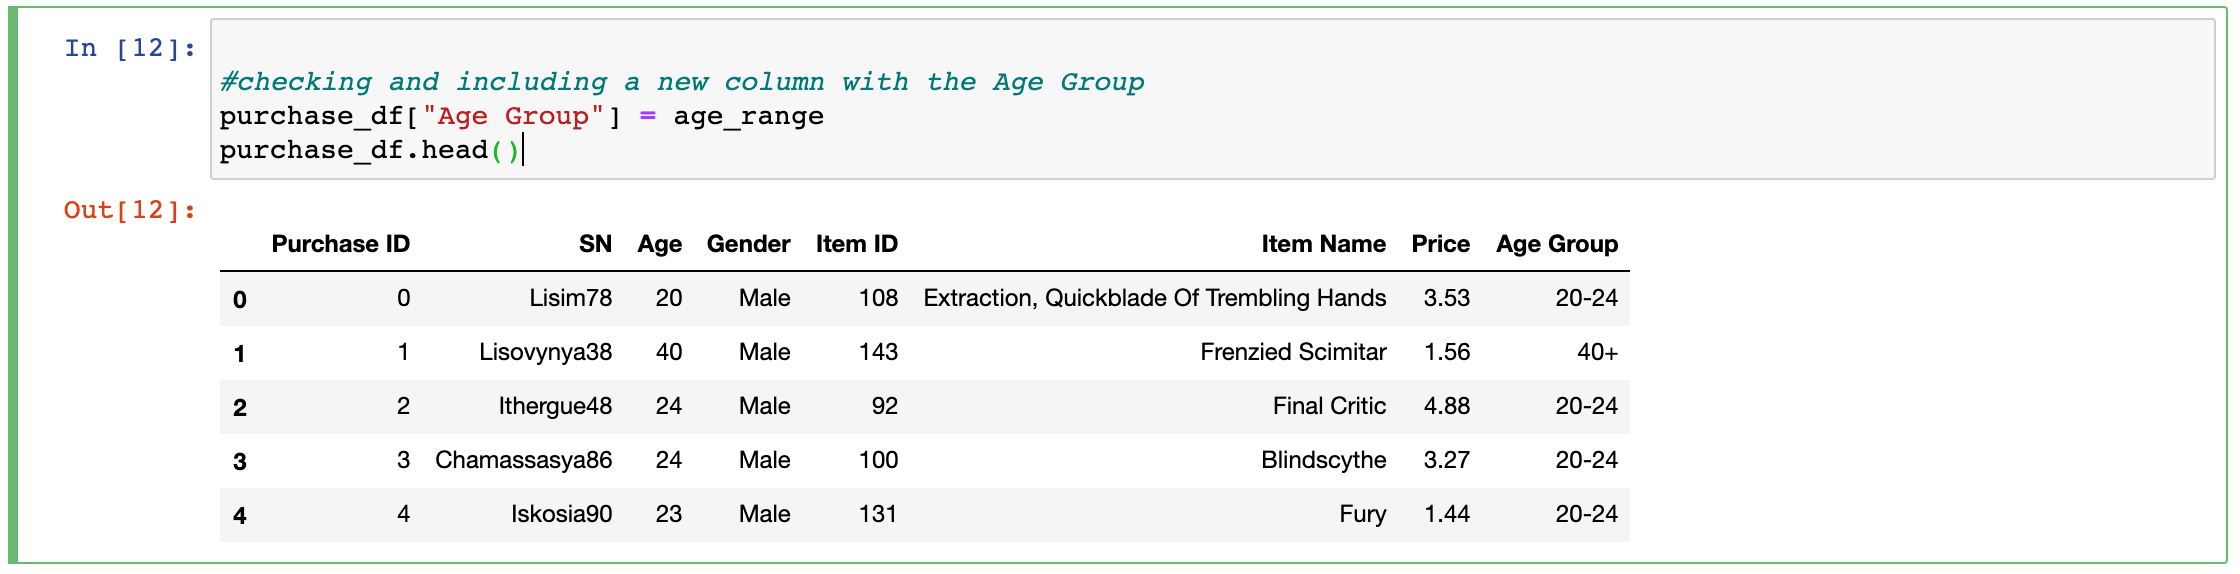 In [12]:
#checking and including a new column with the Age Group
purchase_df["Age Group"] = age_range
purchase_df.head()
Out[12]:
Purchase ID SN Age Gender Item ID Item Name Price Age Group
0 0 Lisim78 20 Male 108 Extraction, Quickblade Of Trembling Hands 3.53 20-24
1 1 Lisovynya38 40 Male 143 Frenzied Scimitar 1.56 40+
2 2 Ithergue48 24 Male 92 Final Critic 4.88 20-24
3 3 Chamassasya86 24 Male 100 Blindscythe 3.27 20-24
4 4 Iskosia90 23 Male 131 Fury 1.44 20-24